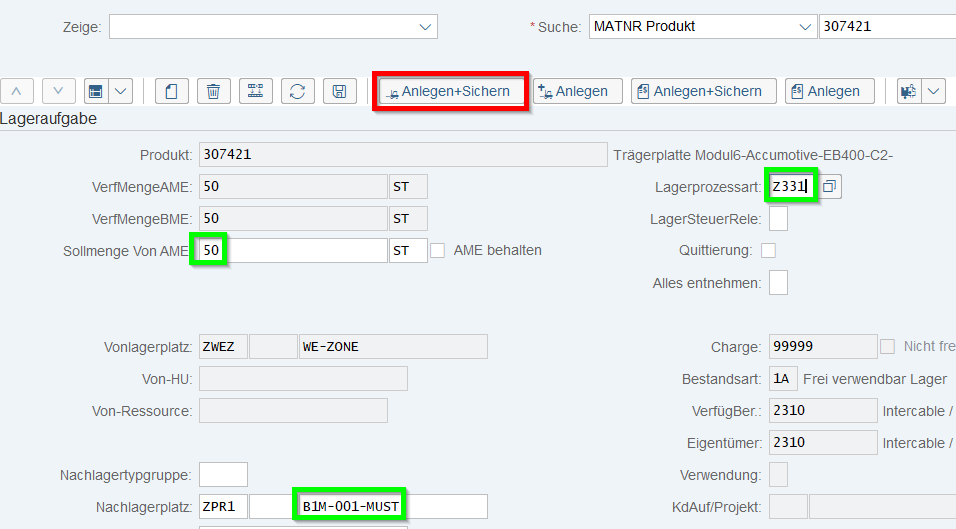 Zeige: * Suche: MATNR Produkt 307421
Anlegen+Sichern Anlegen Anlegen+Sichern Anlegen
Lageraufgabe
Produkt: 307421 Trägerplatte Modul6-Accumotive-EB400-C2-
VerfMengeAME: 50 ST Lagerprozessart: Z331
VerfMengeBME: 50 ST LagerSteuerRele:
Sollmenge Von AME: 50 ST AME behalten Quittierung:
Alles entnehmen:
Vonlagerplatz: ZWEZ WE-ZONE Charge: 99999 Nicht fre
Von-HU: Bestandsart: 1A Frei verwendbar Lager
Von-Ressource: VerfügBer.: 2310 Intercable /
Eigentümer: 2310 Intercable /
Nachlagertypgruppe: Verwendung:
Nachlagerplatz: ZPR1 B1M-001-MUST KdAuf/Projekt: